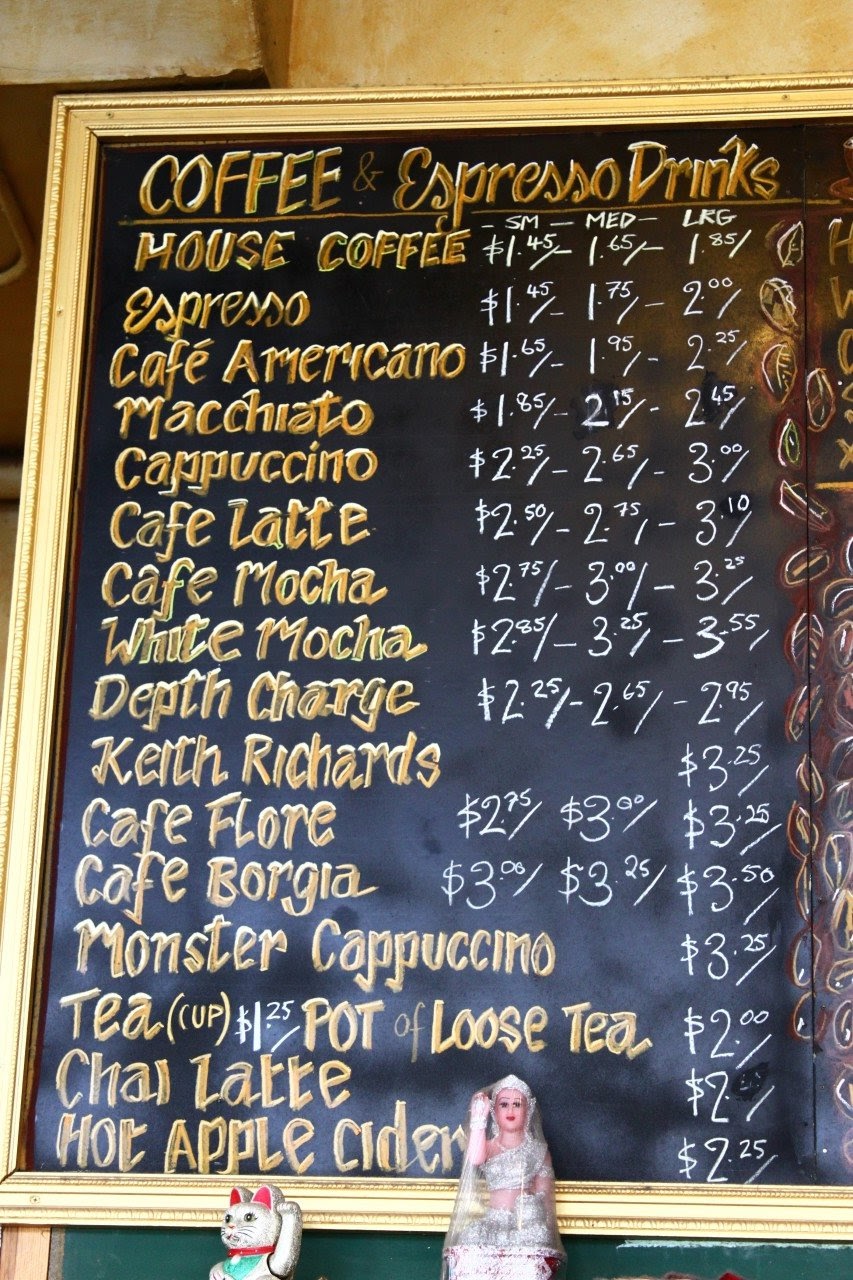 COFFEE & Espresso Drinks
- SM - MED - LRG
HOUSE COFFEE $1.45/- 1.65/- 1.85/
Espresso $1.45/- 1.75/- 2.00/
Café Americano $1.65/- 1.95/- 2.25/
Macchiato $1.85/- 2.15/- 2.45/
Cappuccino $2.25/- 2.65/- 3.00/
Cafe Latte $2.50/- 2.75/- 3.10/
Cafe Mocha $2.75/- 3.00/- 3.25/
White Mocha $2.85/- 3.25/- 3.55/
Depth Charge $2.25/- 2.65/- 2.95/
Keith Richards $3.25/
Cafe Flore $2.75/ $3.00/ $3.25/
Cafe Borgia $3.00/ $3.25/ $3.50/
Monster Cappuccino $3.25/
Tea (CUP) $1.25/ POT of Loose Tea $2.00/
Chai Latte
Hot Apple Cider $2.25/